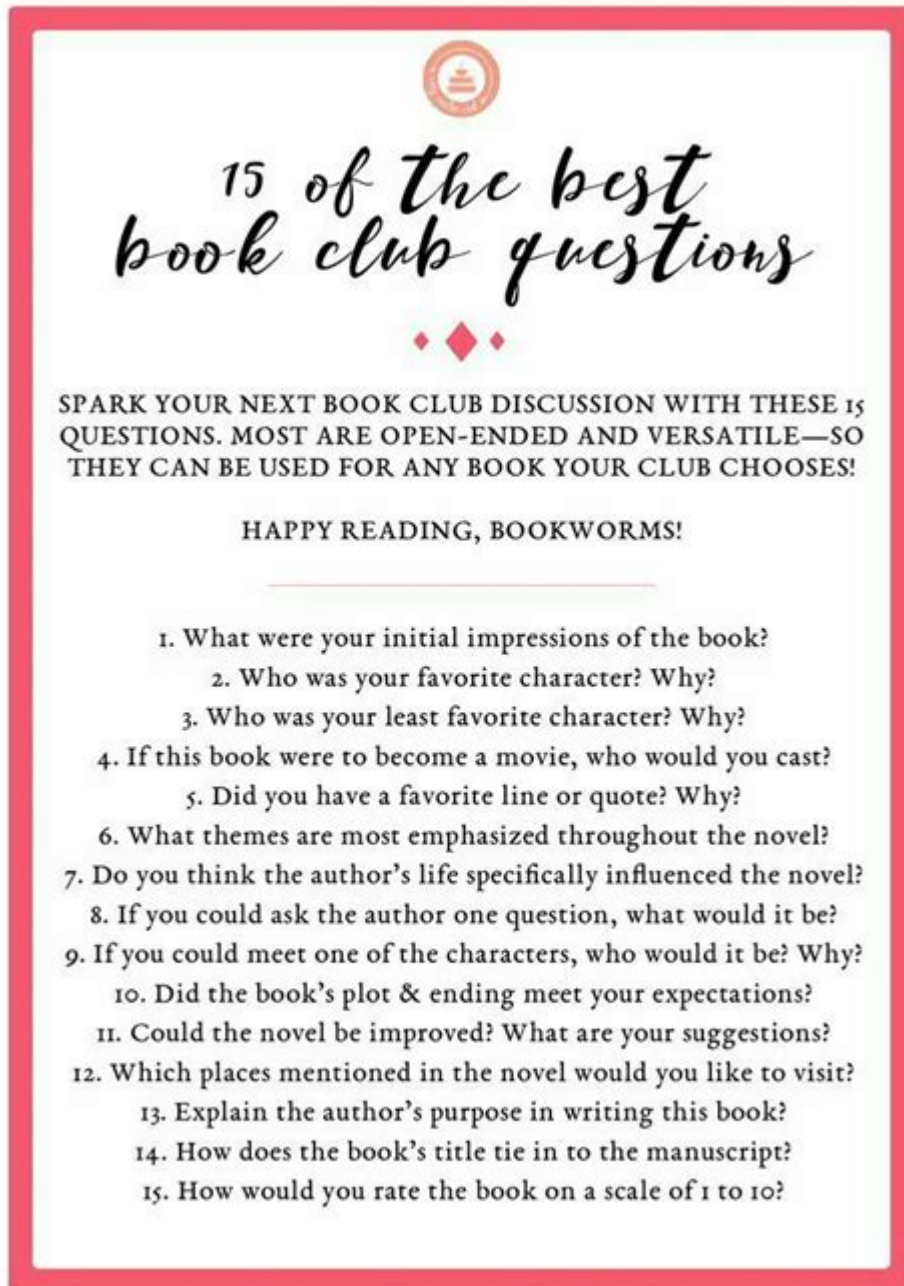 15 of the best
book club questions
SPARK YOUR NEXT BOOK CLUB DISCUSSION WITH THESE 15
QUESTIONS. MOST ARE OPEN-ENDED AND VERSATILE—SO
THEY CAN BE USED FOR ANY BOOK YOUR CLUB CHOOSES!
HAPPY READING, BOOKWORMS!
1. What were your initial impressions of the book?
2. Who was your favorite character? Why?
3. Who was your least favorite character? Why?
4. If this book were to become a movie, who would you cast?
5. Did you have a favorite line or quote? Why?
6. What themes are most emphasized throughout the novel?
7. Do you think the author’s life specifically influenced the novel?
8. If you could ask the author one question, what would it be?
9. If you could meet one of the characters, who would it be? Why?
10. Did the book’s plot & ending meet your expectations?
11. Could the novel be improved? What are your suggestions?
12. Which places mentioned in the novel would you like to visit?
13. Explain the author’s purpose in writing this book?
14. How does the book’s title tie in to the manuscript?
15. How would you rate the book on a scale of 1 to 10?